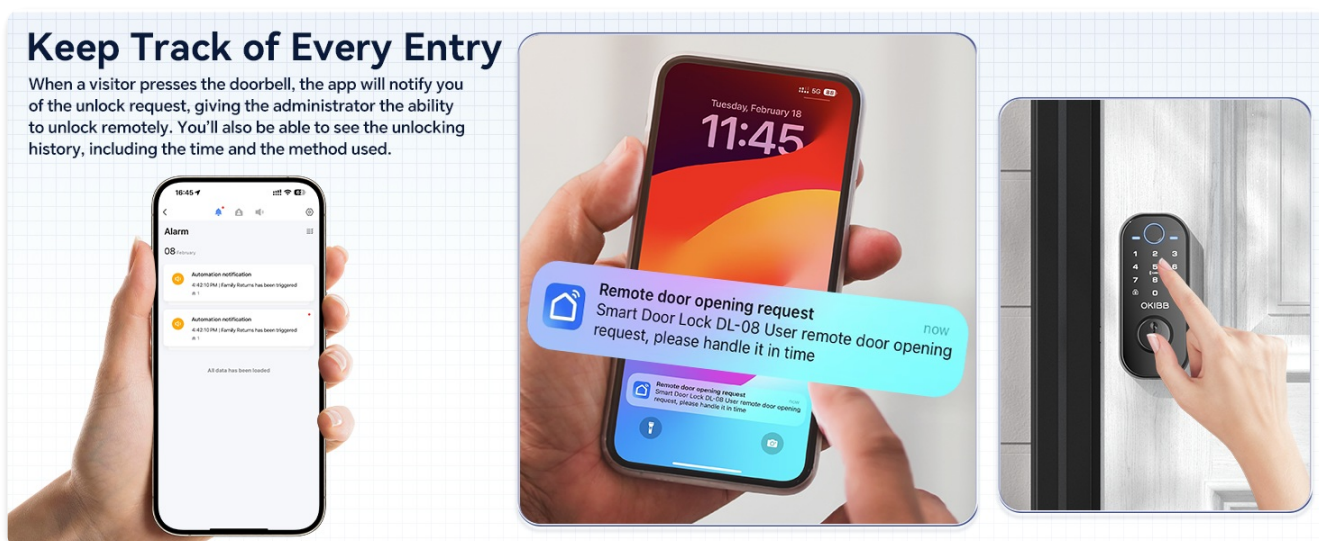 Keep Track of Every Entry
When a visitor presses the doorbell, the app will notify you
of the unlock request, giving the administrator the ability
to unlock remotely. You'll also be able to see the unlocking
history, including the time and the method used.
16:45
Alarm
08 February
Automation notification
4:42:10 PM | Family Returns has been triggered
1
Automation notification
4:42:10 PM | Family Returns has been triggered
1
All data has been loaded
5G 88
Tuesday, February 18
11:45
Remote door opening request
now
Smart Door Lock DL-08 User remote door opening
request, please handle it in time
Remote door opening request
now
Smart Door Lock DL-08 User remote door opening
request, please handle it in time
1 2 3
4 5 6
7 8
0
OKIBB